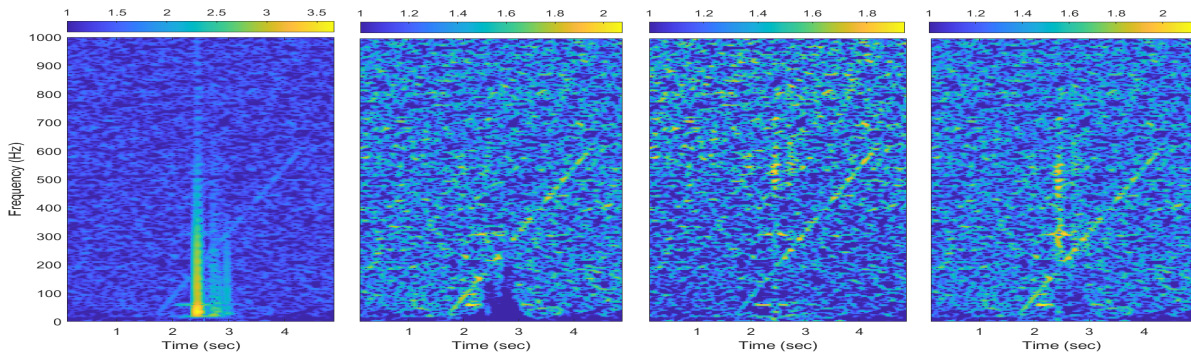 1 1.5 2 2.5 3 3.5
1 1.2 1.4 1.6 1.8 2
1 1.2 1.4 1.6 1.8
1 1.2 1.4 1.6 1.8 2
1000
900
800
700
600
500
400
300
200
100
0
Frequency (Hz)
1 2 3 4
1 2 3 4
1 2 3 4
1 2 3 4
Time (sec)
Time (sec)
Time (sec)
Time (sec)